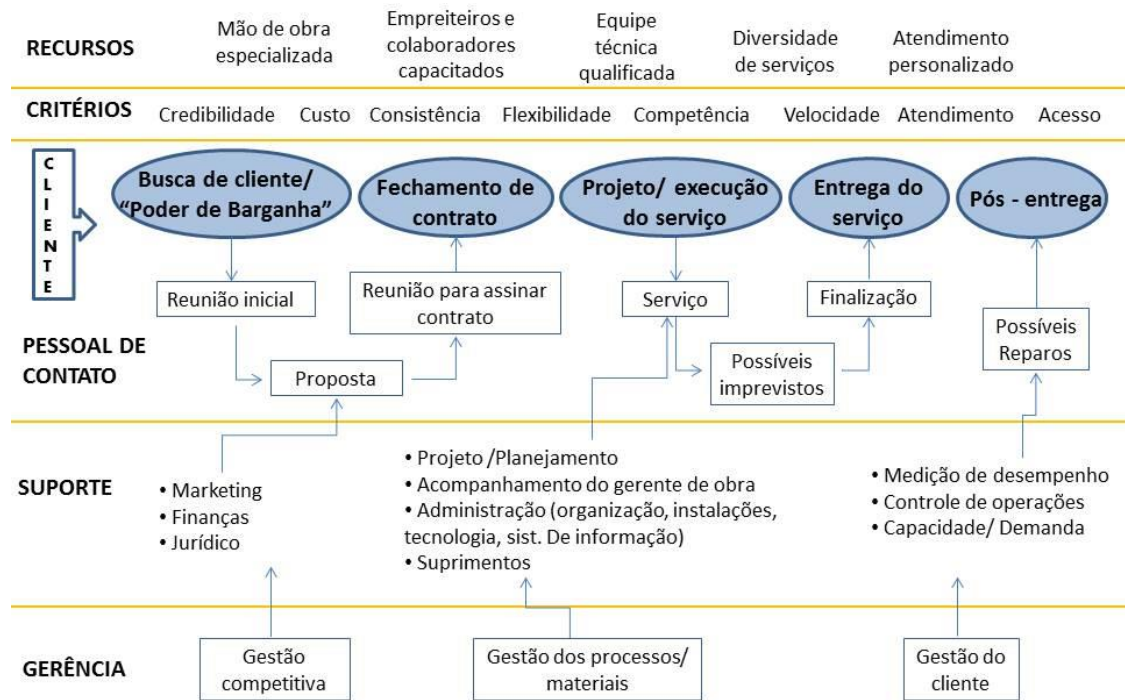 RECURSOS
Mão de obra
especializada
Empreiteiros e
colaboradores
capacitados
Equipe
técnica
qualificada
Diversidade
de serviços
Atendimento
personalizado
CRITÉRIOS
Credibilidade
Custo
Consistência
Flexibilidade
Competência
Velocidade
Atendimento
Acesso
CLIENTE
Busca de cliente/
“Poder de Barganha”
Fechamento de
contrato
Projeto/ execução
do serviço
Entrega do
serviço
Pós - entrega
Reunião inicial
Reunião para assinar
contrato
Serviço
Finalização
PESSOAL DE
CONTATO
Proposta
Possíveis
imprevistos
Possíveis
Reparos
SUPORTE
• Marketing
• Finanças
• Jurídico
• Projeto /Planejamento
• Acompanhamento do gerente de obra
• Administração (organização, instalações,
tecnologia, sist. De informação)
• Suprimentos
• Medição de desempenho
• Controle de operações
• Capacidade/ Demanda
GERÊNCIA
Gestão
competitiva
Gestão dos processos/
materiais
Gestão do
cliente